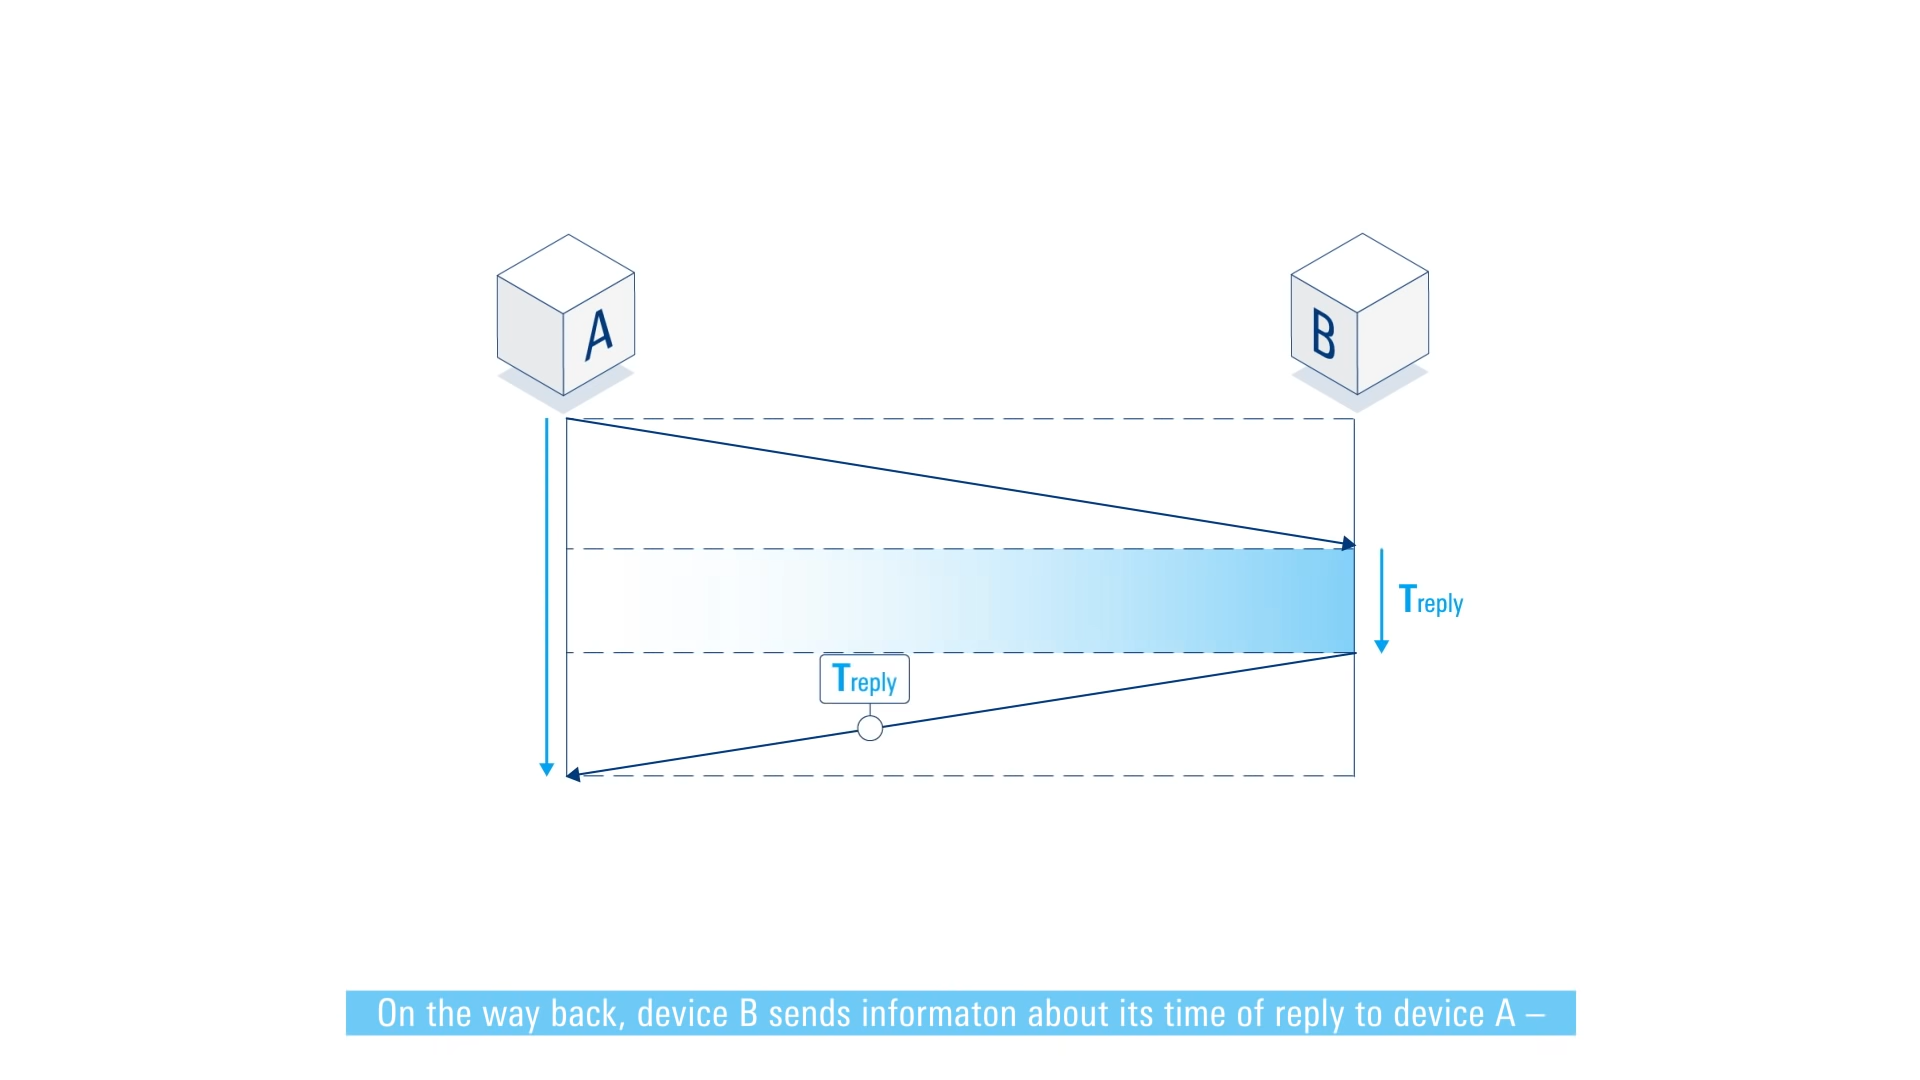 A
B
Treply
Treply
On the way back, device B sends informaton about its time of reply to device A –